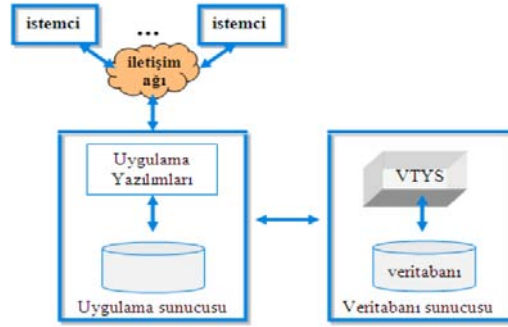 istemci
...
istemci
iletişim
ağı
Uygulama
Yazılımları
VTYS
veritabanı
Uygulama sunucusu
Veritabanı sunucusu